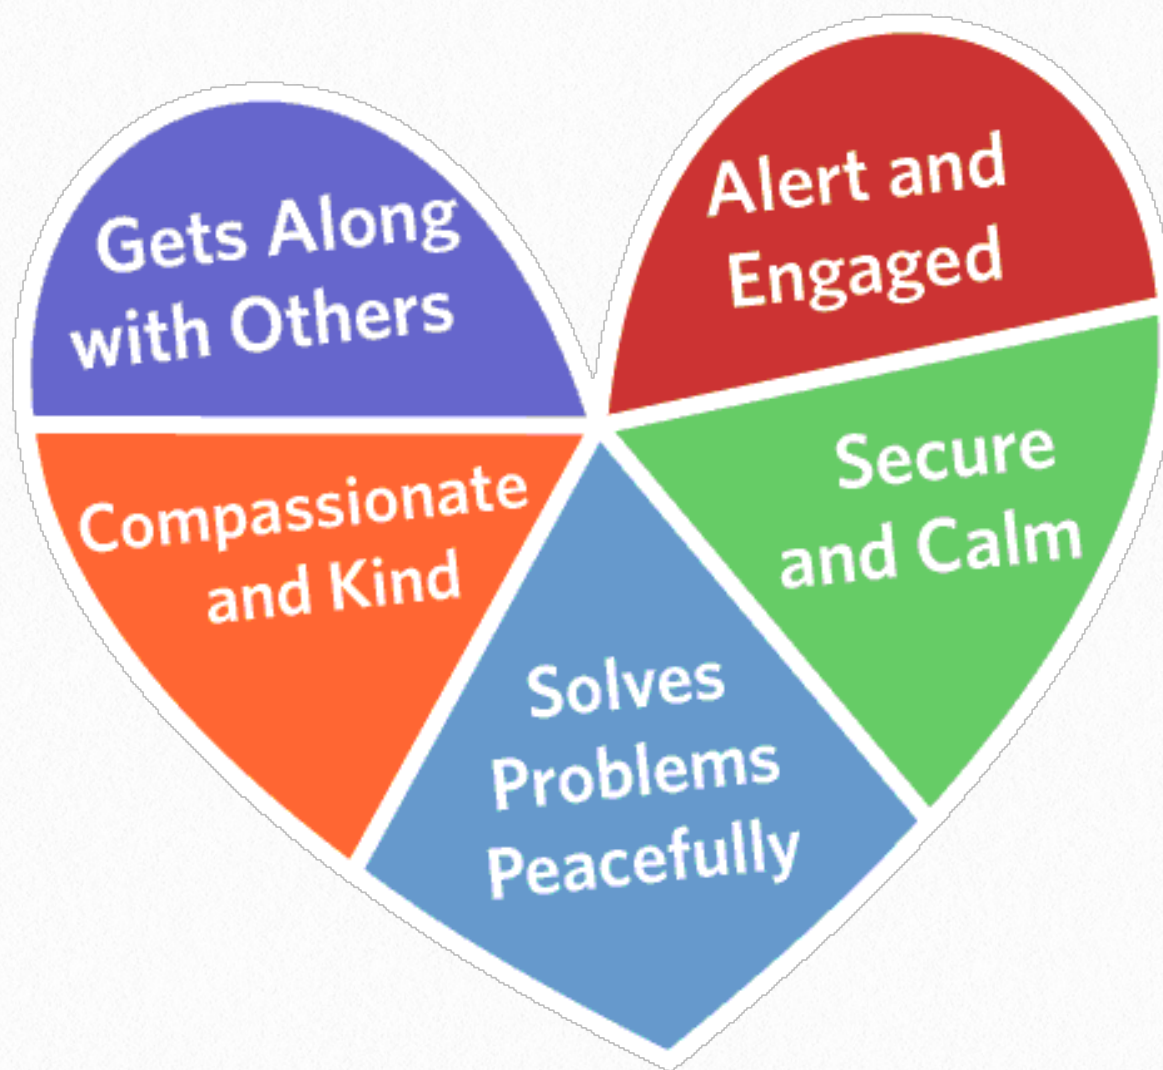 Gets Along
with Others
Alert and
Engaged
Compassionate
and Kind
Secure
and Calm
Solves
Problems
Peacefully